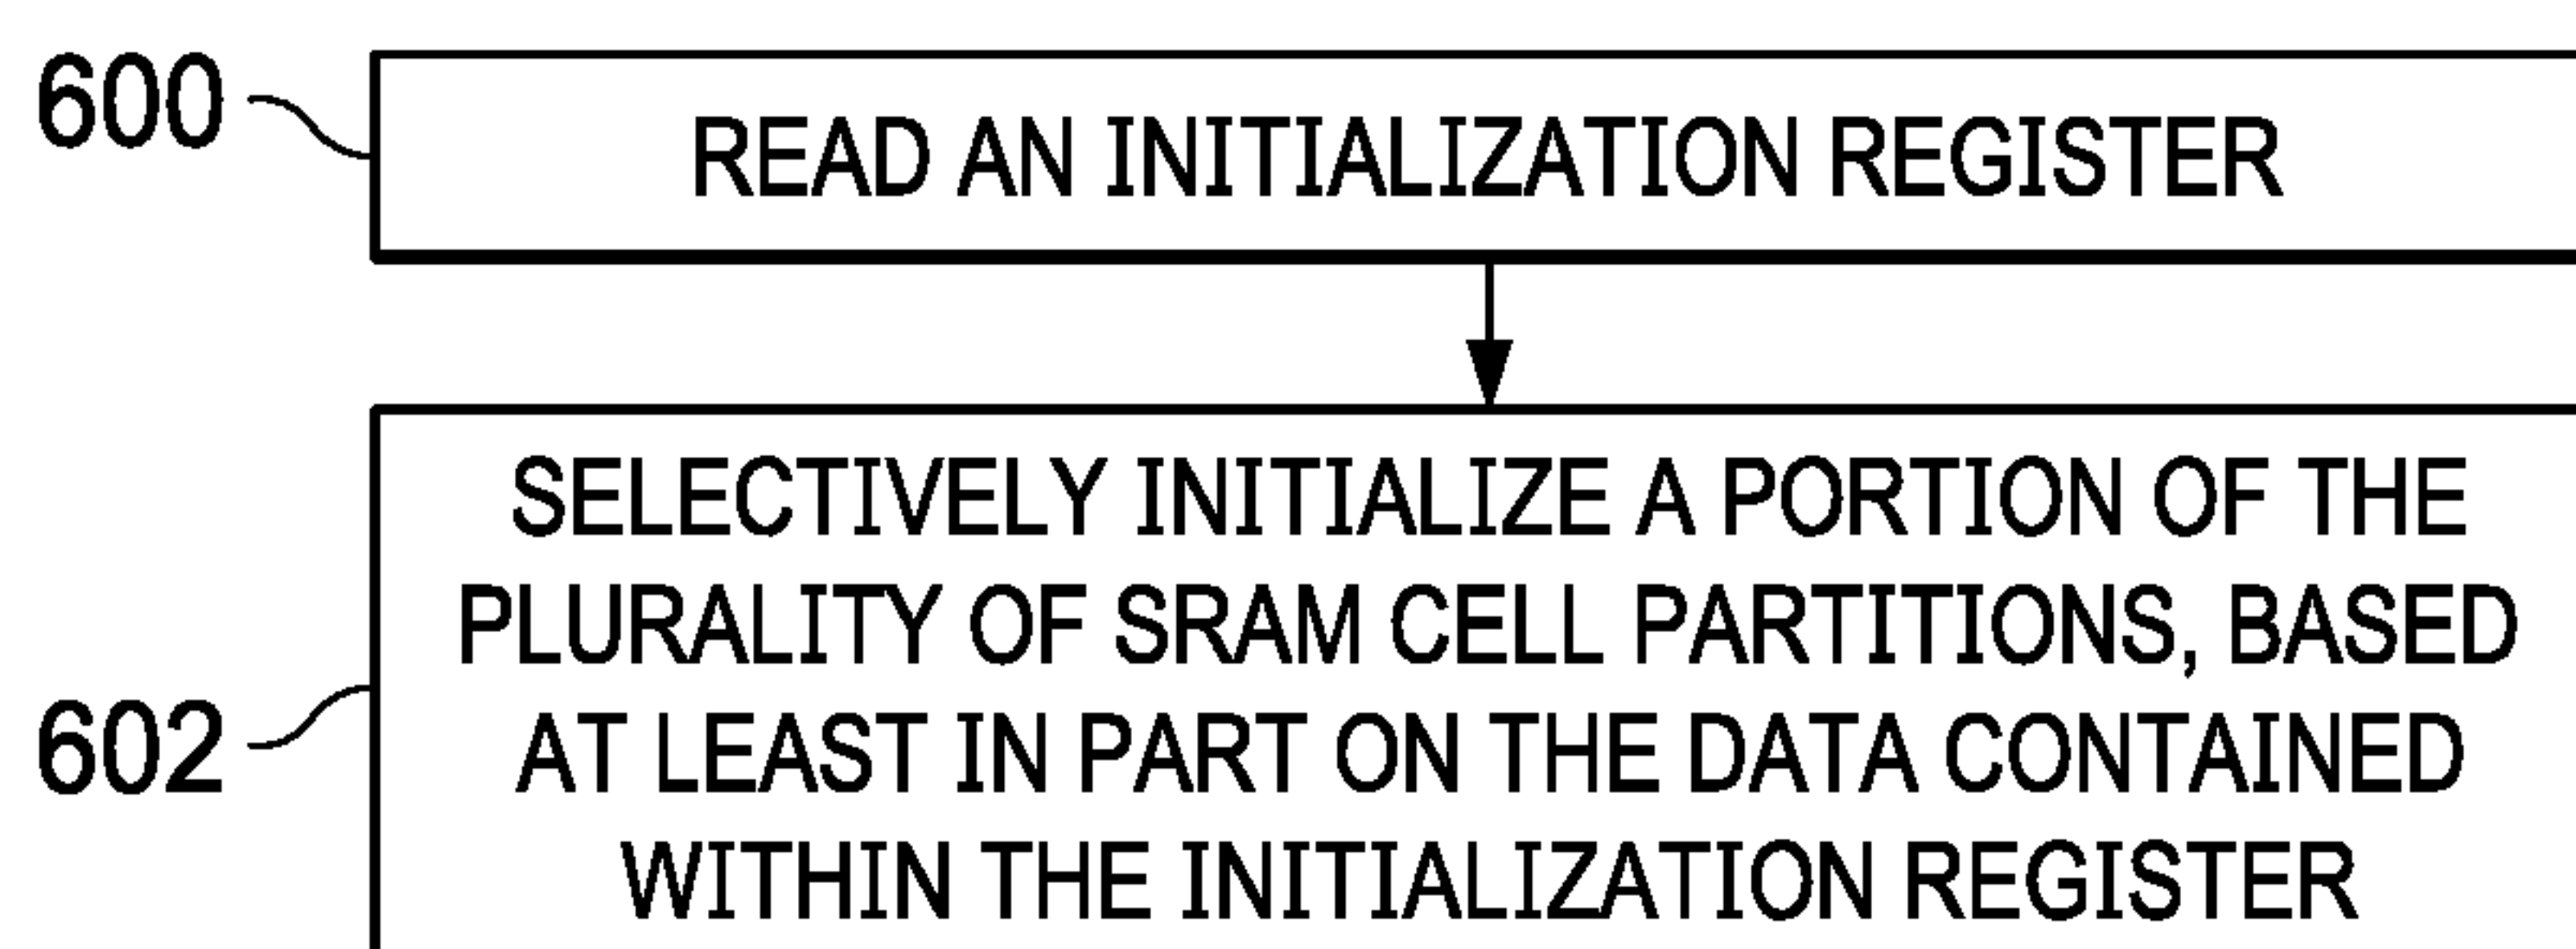 600
READ AN INITIALIZATION REGISTER
SELECTIVELY INITIALIZE A PORTION OF THE
PLURALITY OF SRAM CELL PARTITIONS, BASED
602
AT LEAST IN PART ON THE DATA CONTAINED
WITHIN THE INITIALIZATION REGISTER